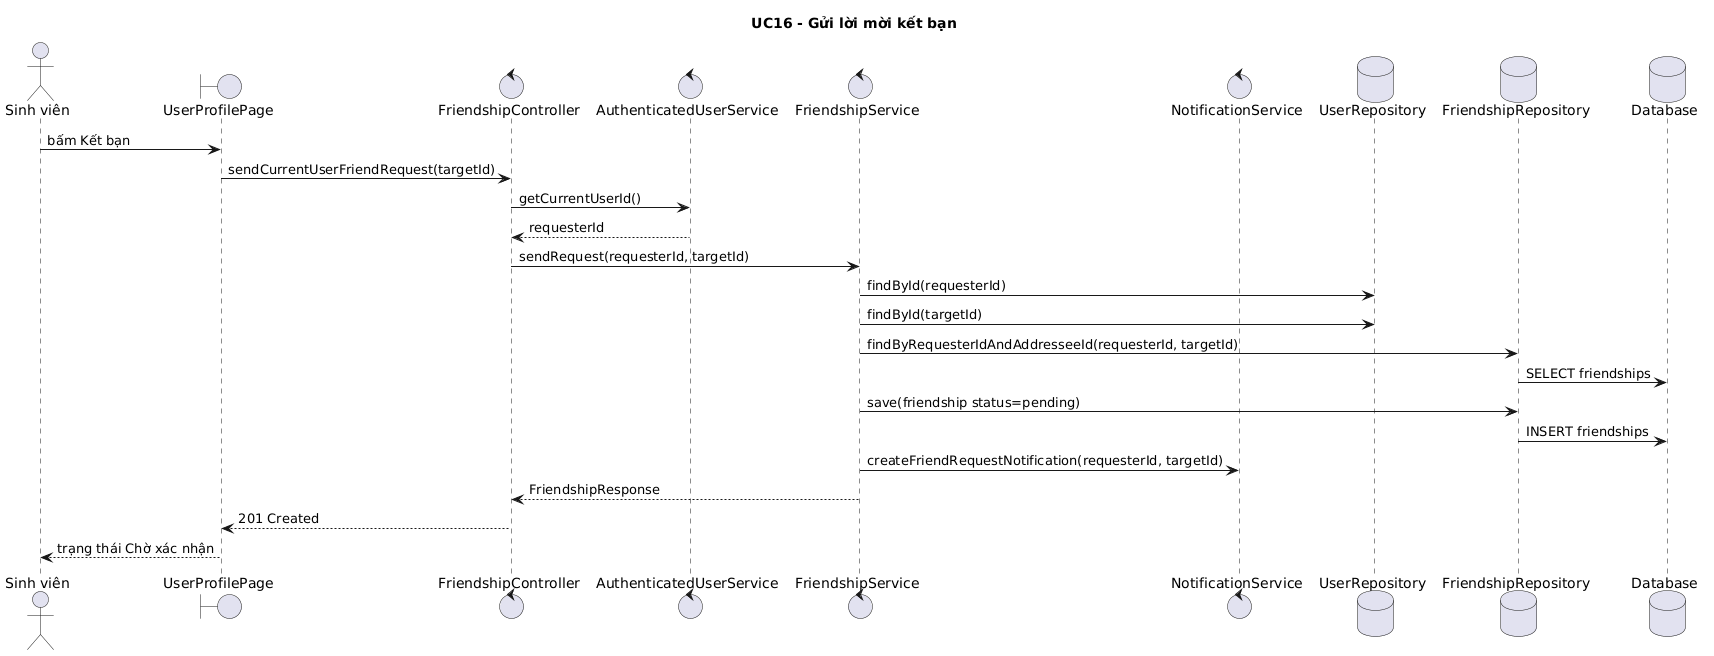 UC16 - Gửi lời mời kết bạn
Sinh viên
UserProfilePage
FriendshipController
AuthenticatedUserService
FriendshipService
NotificationService
UserRepository
FriendshipRepository
Database
bấm Kết bạn
sendCurrentUserFriendRequest(targetId)
getCurrentUserId()
requesterId
sendRequest(requesterId, targetId)
findById(requesterId)
findById(targetId)
findByRequesterIdAndAddresseeId(requesterId, targetId)
SELECT friendships
save(friendship status=pending)
INSERT friendships
createFriendRequestNotification(requesterId, targetId)
FriendshipResponse
201 Created
trạng thái Chờ xác nhận
Sinh viên
UserProfilePage
FriendshipController
AuthenticatedUserService
FriendshipService
NotificationService
UserRepository
FriendshipRepository
Database